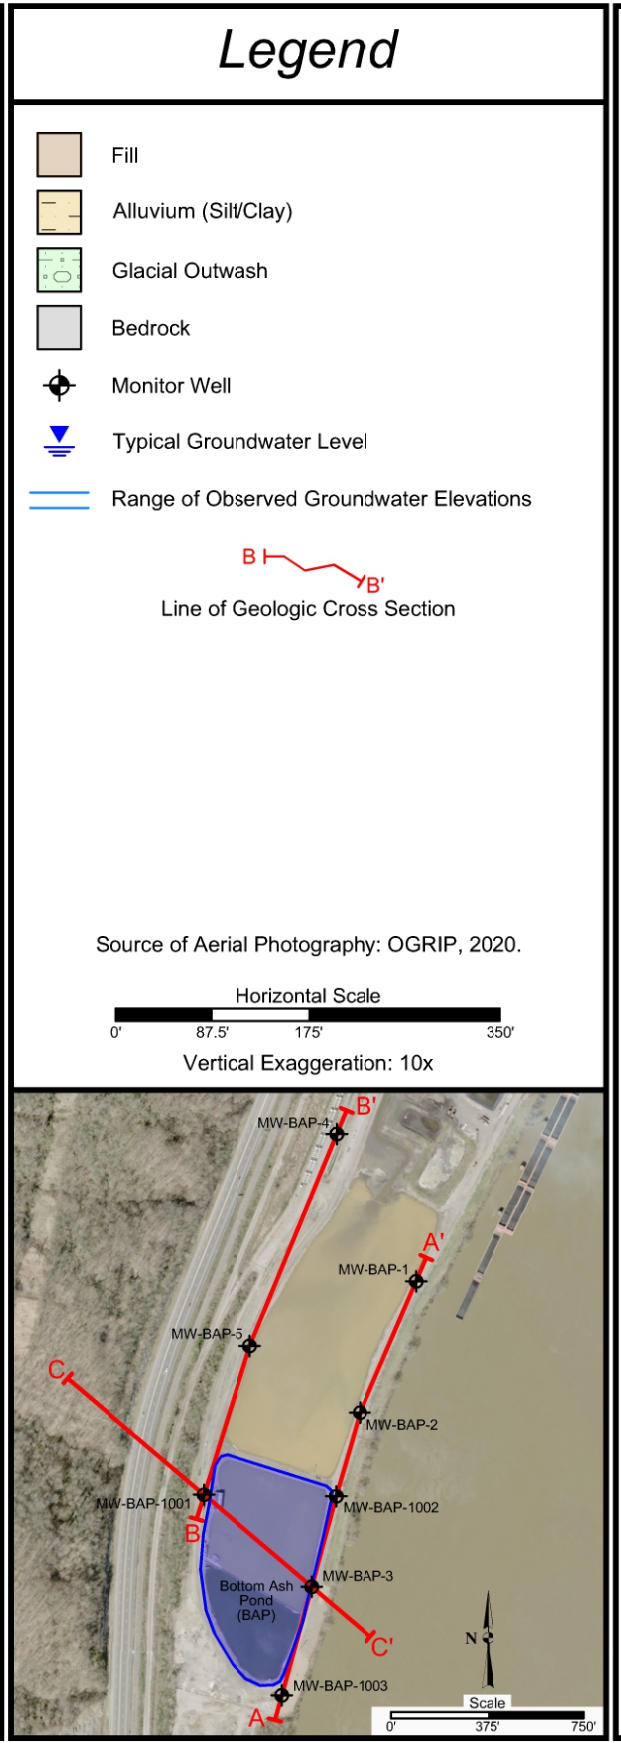 Legend
Fill
Alluvium (Silt/Clay)
Glacial Outwash
Bedrock
Monitor Well
Typical Groundwater Level
Range of Observed Groundwater Elevations
B B'
Line of Geologic Cross Section
Source of Aerial Photography: OGRIP, 2020.
Horizontal Scale
0' 87.5' 175' 350'
Vertical Exaggeration: 10x
B'
MW-BAP-4
A'
MW-BAP-1
MW-BAP-5
C
MW-BAP-2
MW-BAP-1001
MW-BAP-1002
B
MW-BAP-3
Bottom Ash
Pond
(BAP)
C'
N
MW-BAP-1003
A
Scale
0' 375' 750'